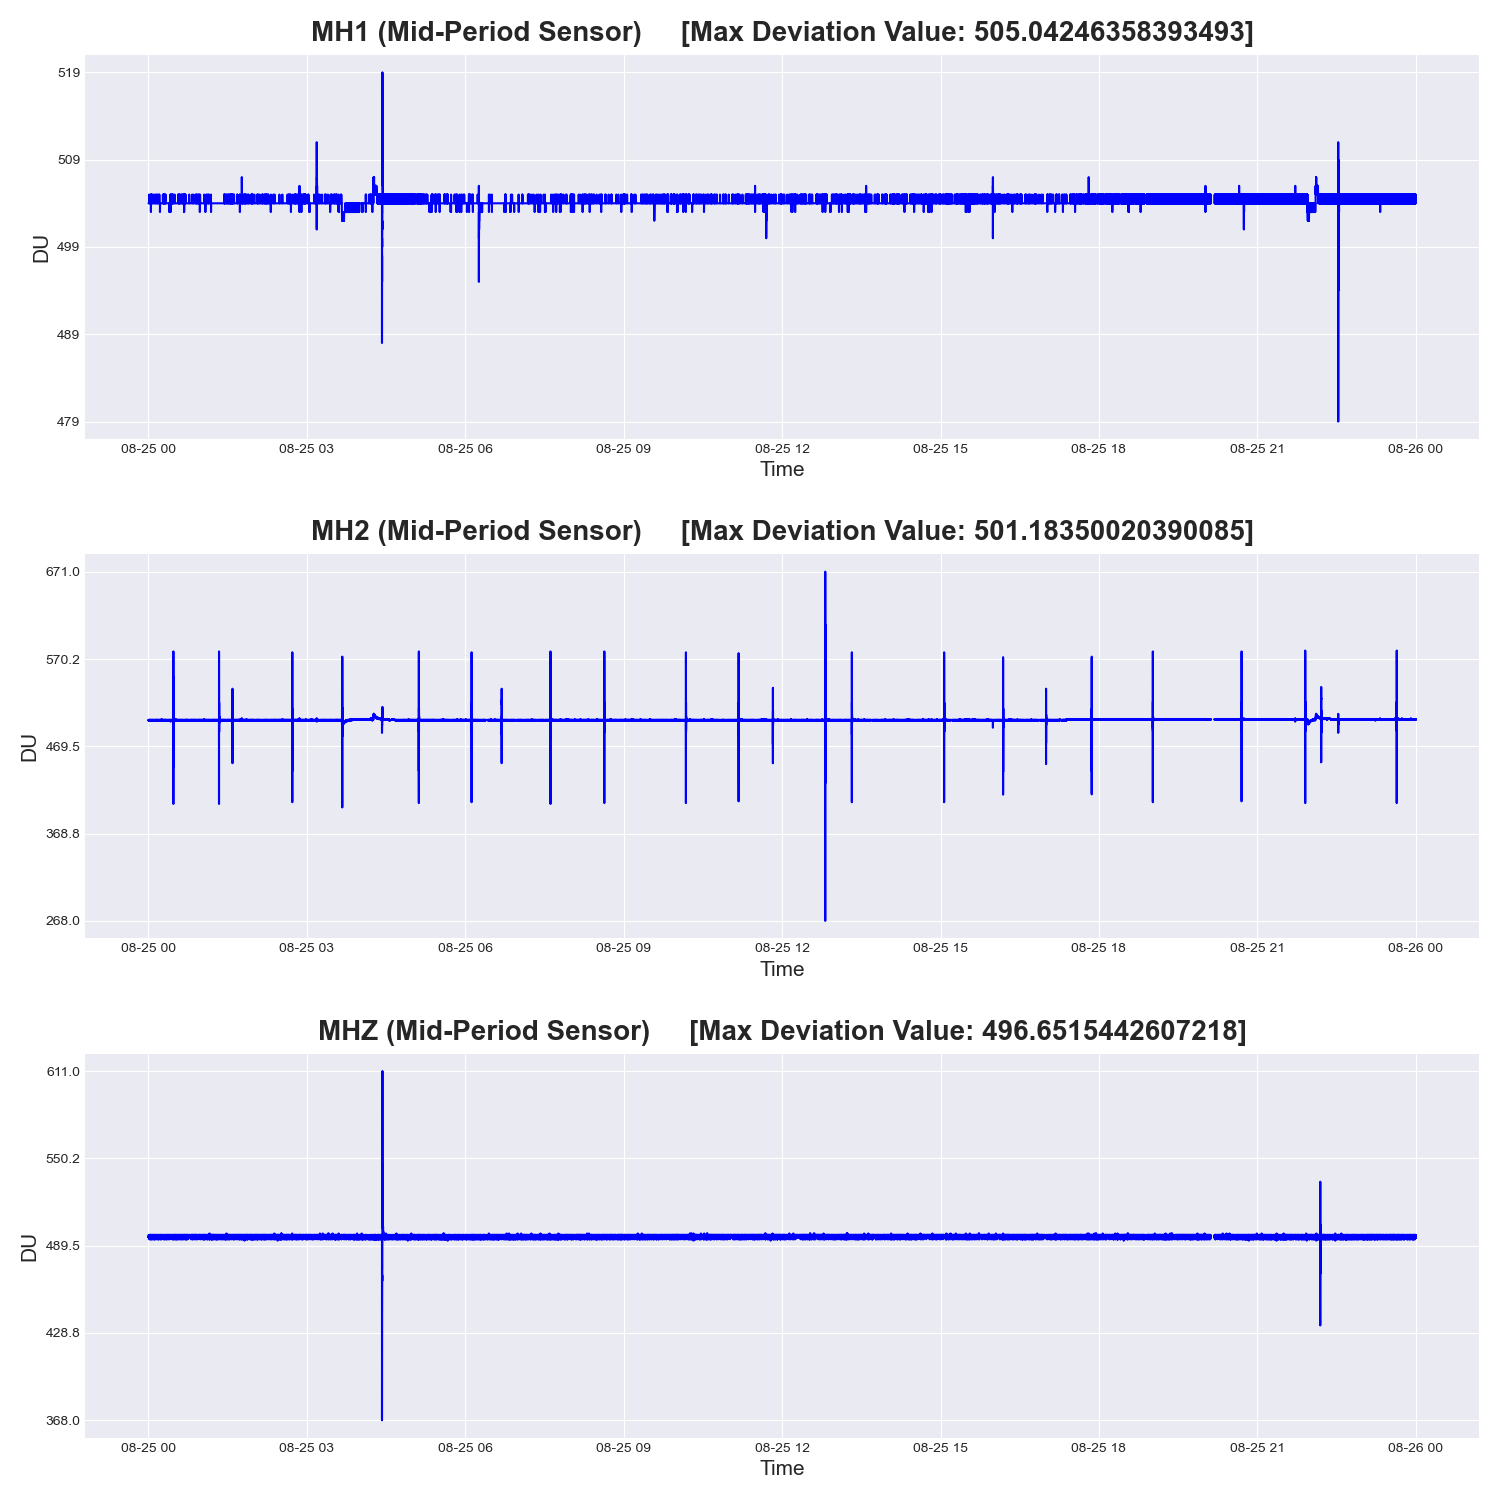 MH1 (Mid-Period Sensor)     [Max Deviation Value: 505.04246358393493]
519
509
499
489
479
DU
08-25 00 08-25 03 08-25 06 08-25 09 08-25 12 08-25 15 08-25 18 08-25 21 08-26 00
Time
MH2 (Mid-Period Sensor)     [Max Deviation Value: 501.18350020390085]
671.0
570.2
469.5
368.8
268.0
DU
08-25 00 08-25 03 08-25 06 08-25 09 08-25 12 08-25 15 08-25 18 08-25 21 08-26 00
Time
MHZ (Mid-Period Sensor)     [Max Deviation Value: 496.6515442607218]
611.0
550.2
489.5
428.8
368.0
DU
08-25 00 08-25 03 08-25 06 08-25 09 08-25 12 08-25 15 08-25 18 08-25 21 08-26 00
Time